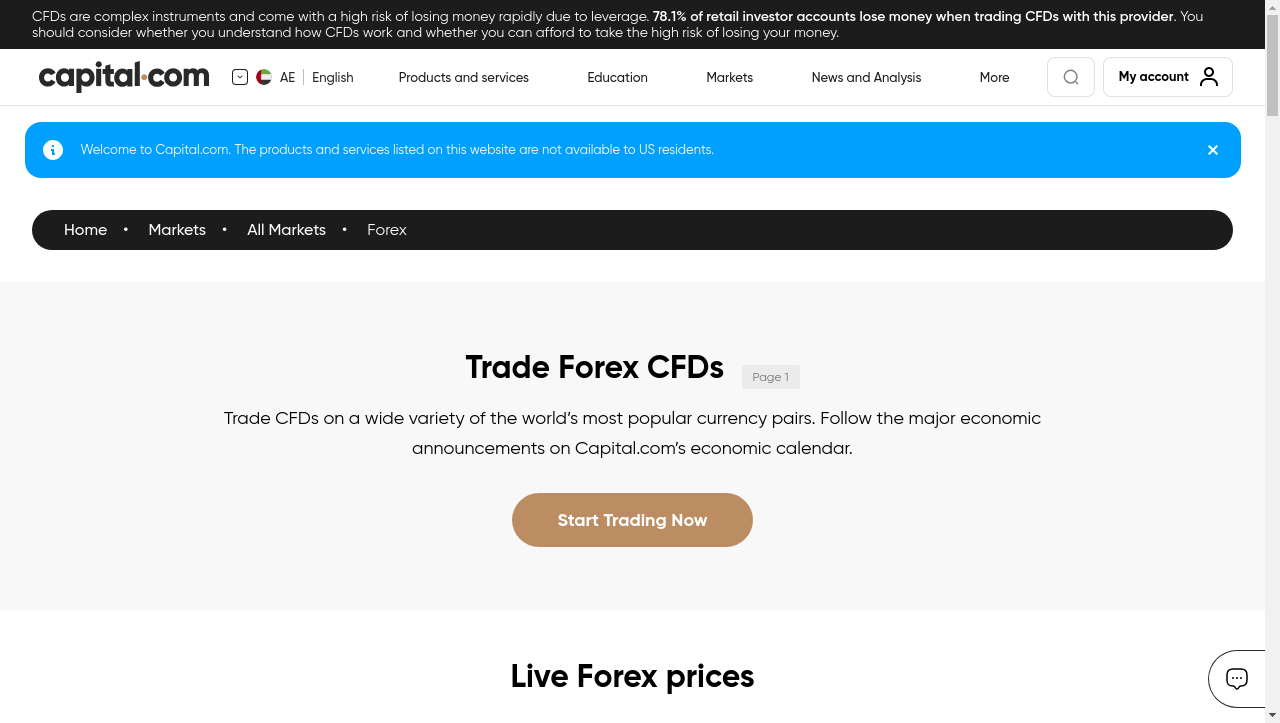 CFDs are complex instruments and come with a high risk of losing money rapidly due to leverage. 78.1% of retail investor accounts lose money when trading CFDs with this provider. You
should consider whether you understand how CFDs work and whether you can afford to take the high risk of losing your money.
capital.com AE English Products and services Education Markets News and Analysis More My account
Welcome to Capital.com. The products and services listed on this website are not available to US residents.
Home • Markets • All Markets • Forex
Trade Forex CFDs Page 1
Trade CFDs on a wide variety of the world’s most popular currency pairs. Follow the major economic
announcements on Capital.com’s economic calendar.
Start Trading Now
Live Forex prices